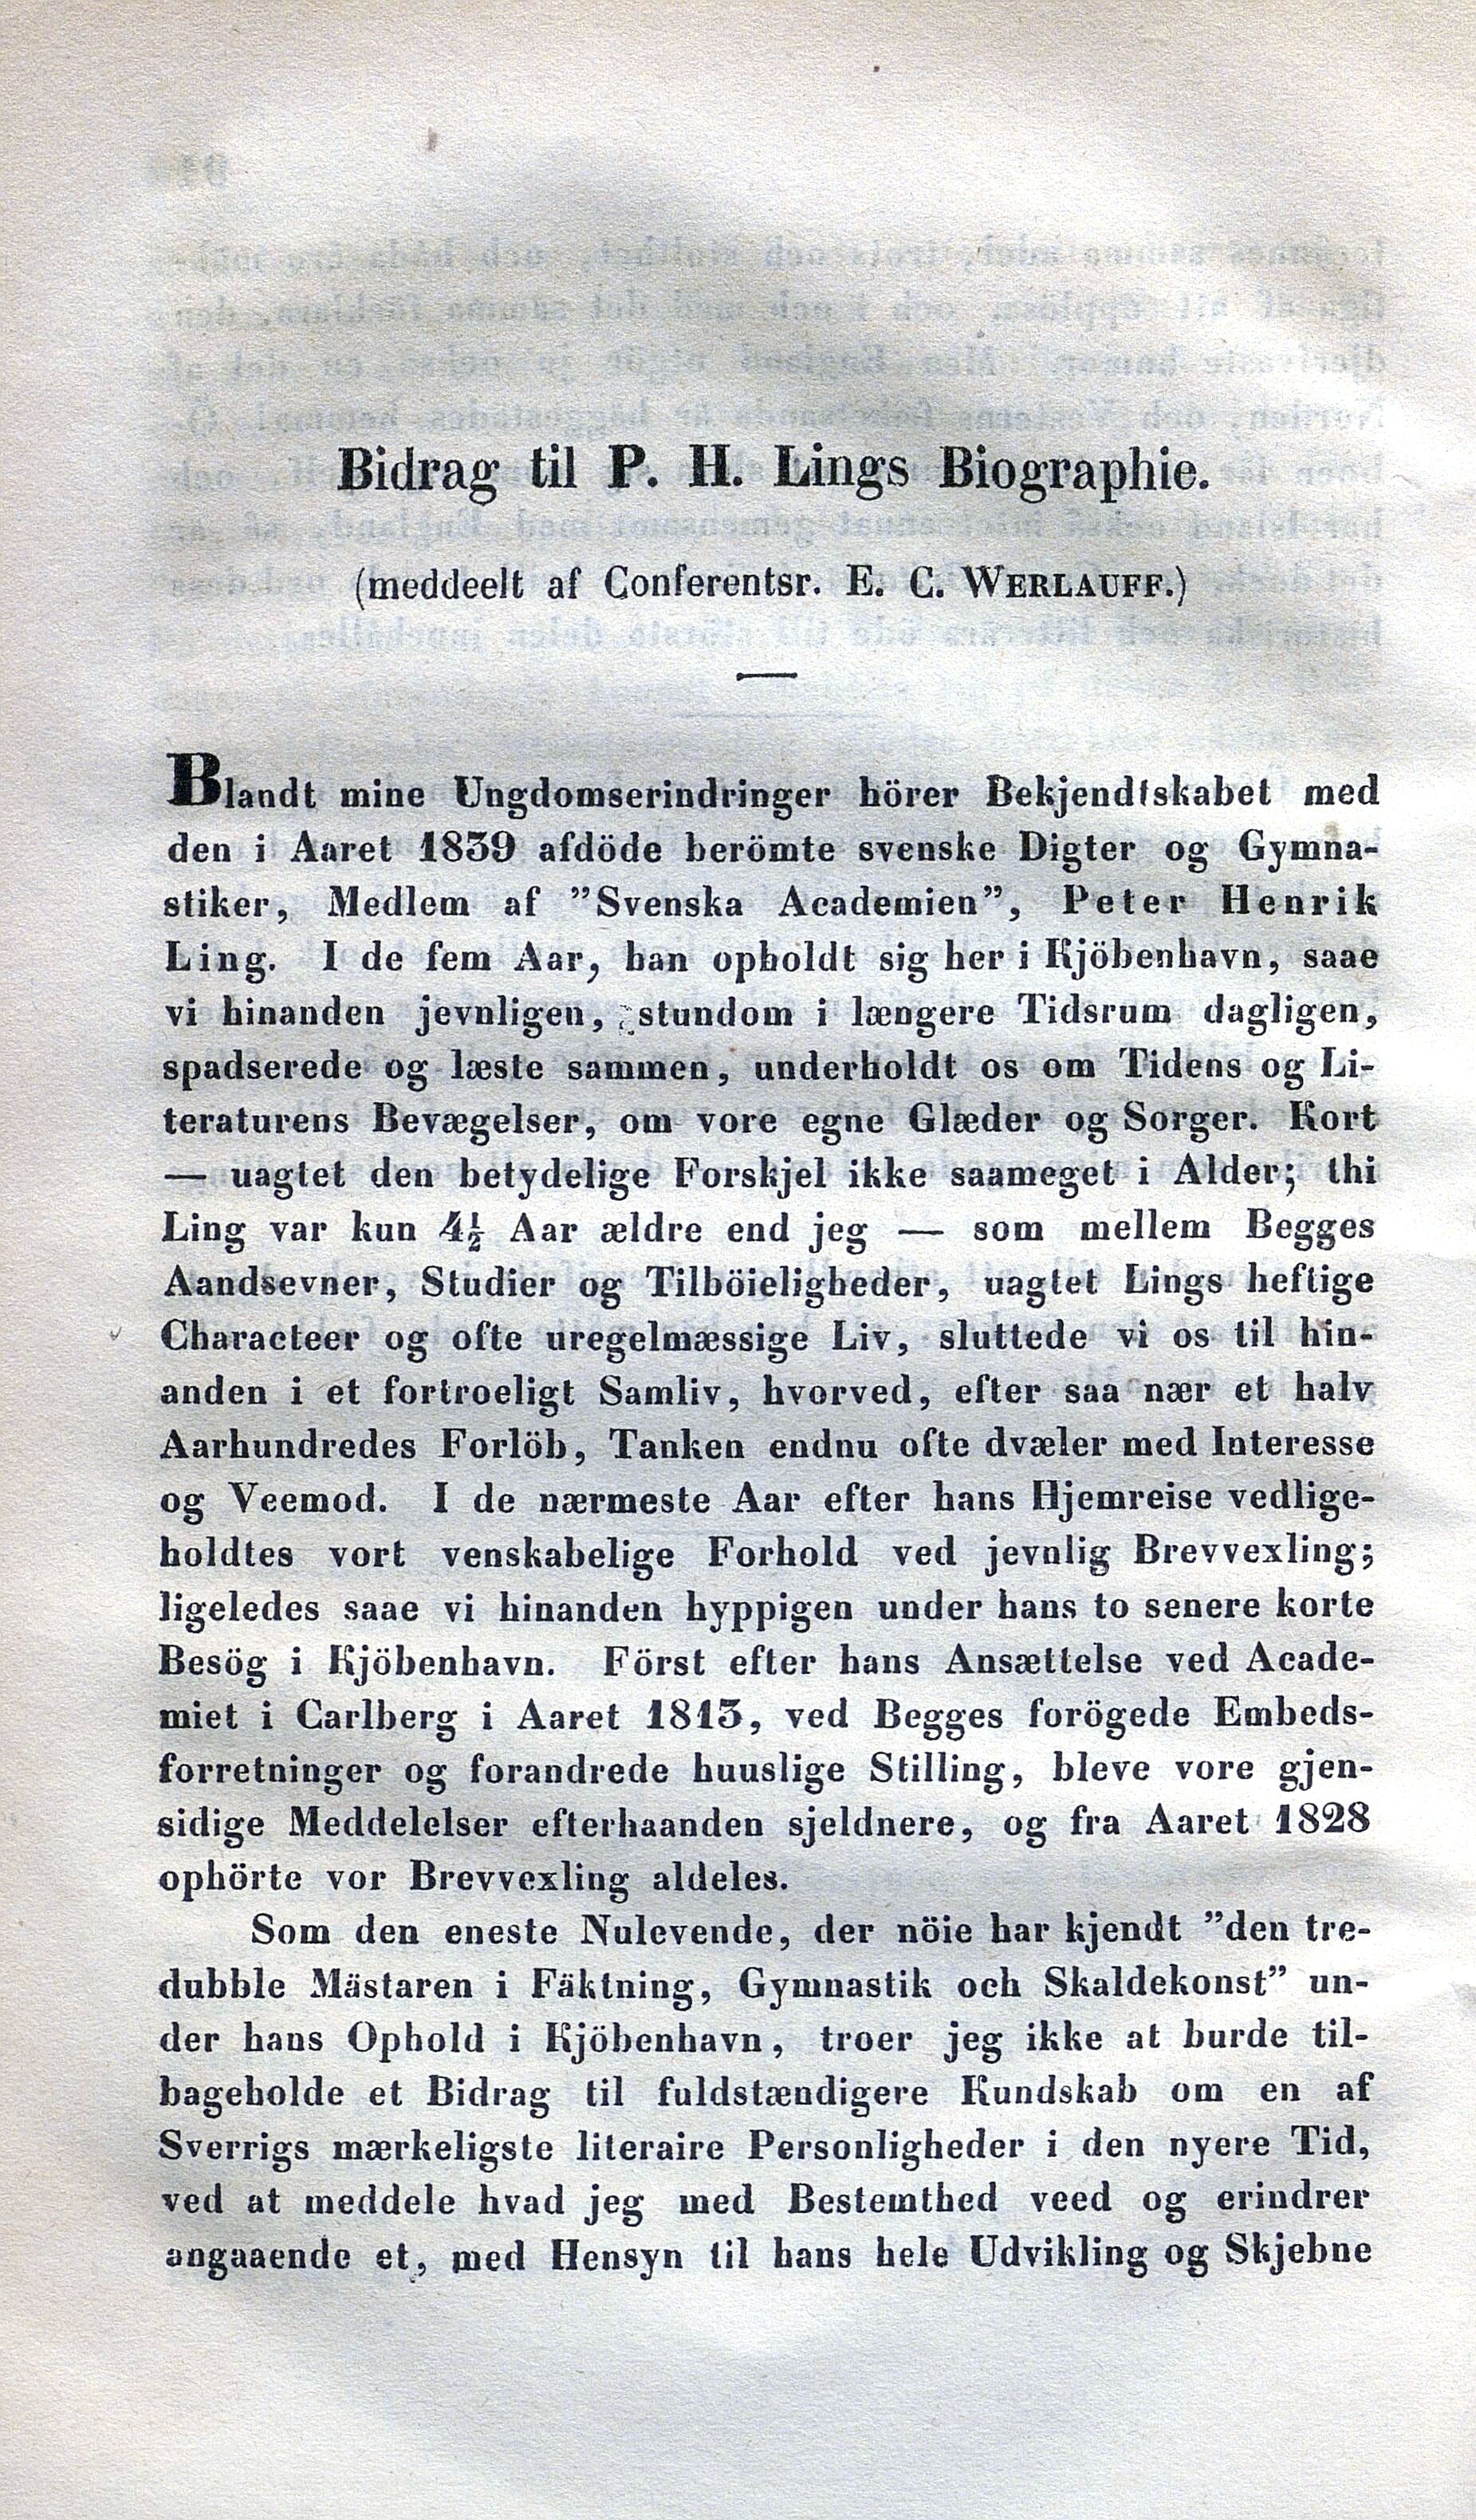 Bidrag til P. H. Lings Biographie.
(meddeelt af Conferentsr. E. C. WERLAUFF.)
Blandt mine Ungdomserindringer hörer Bekjendtskabet med
den i Aaret 1839 afdöde berömte svenske Digter og Gymna-
stiker, Medlem af ”Svenska Academien”, Peter Henrik
Ling. I de fem Aar, han opholdt sig her i Kjöbenhavn, saae
vi hinanden jevnligen, stundom i længere Tidsrum dagligen,
spadserede og læste sammen, underholdt os om Tidens og Li-
teraturens Bevægelser, om vore egne Glæder og Sorger. Kort
— uagtet den betydelige Forskjel ikke saameget i Alder; thi
Ling var kun 4½ Aar ældre end jeg — som mellem Begges
Aandsevner, Studier og Tilböieligheder, uagtet Lings heftige
Characteer og ofte uregelmæssige Liv, sluttede vi os til hin-
anden i et fortroeligt Samliv, hvorved, efter saa nær et halv
Aarhundredes Forlöb, Tanken endnu ofte dvæler med Interesse
og Veemod. I de nærmeste Aar efter hans Hjemreise vedlige-
holdtes vort venskabelige Forhold ved jevnlig Brevvexling;
ligeledes saae vi hinanden hyppigen under hans to senere korte
Besög i Kjöbenhavn. Först efter hans Ansættelse ved Acade-
miet i Carlberg i Aaret 1813, ved Begges forögede Embeds-
forretninger og forandrede huuslige Stilling, bleve vore gjen-
sidige Meddelelser efterhaanden sjeldnere, og fra Aaret 1828
ophörte vor Brevvexling aldeles.
Som den eneste Nulevende, der nöie har kjendt ”den tre-
dubble Mästaren i Fäktning, Gymnastik och Skaldekonst” un-
der hans Ophold i Kjöbenhavn, troer jeg ikke at burde til-
bageholde et Bidrag til fuldstændigere Kundskab om en af
Sverrigs mærkeligste literaire Personligheder i den nyere Tid,
ved at meddele hvad jeg med Bestemthed veed og erindrer
angaaende et, med Hensyn til hans hele Udvikling og Skjebne